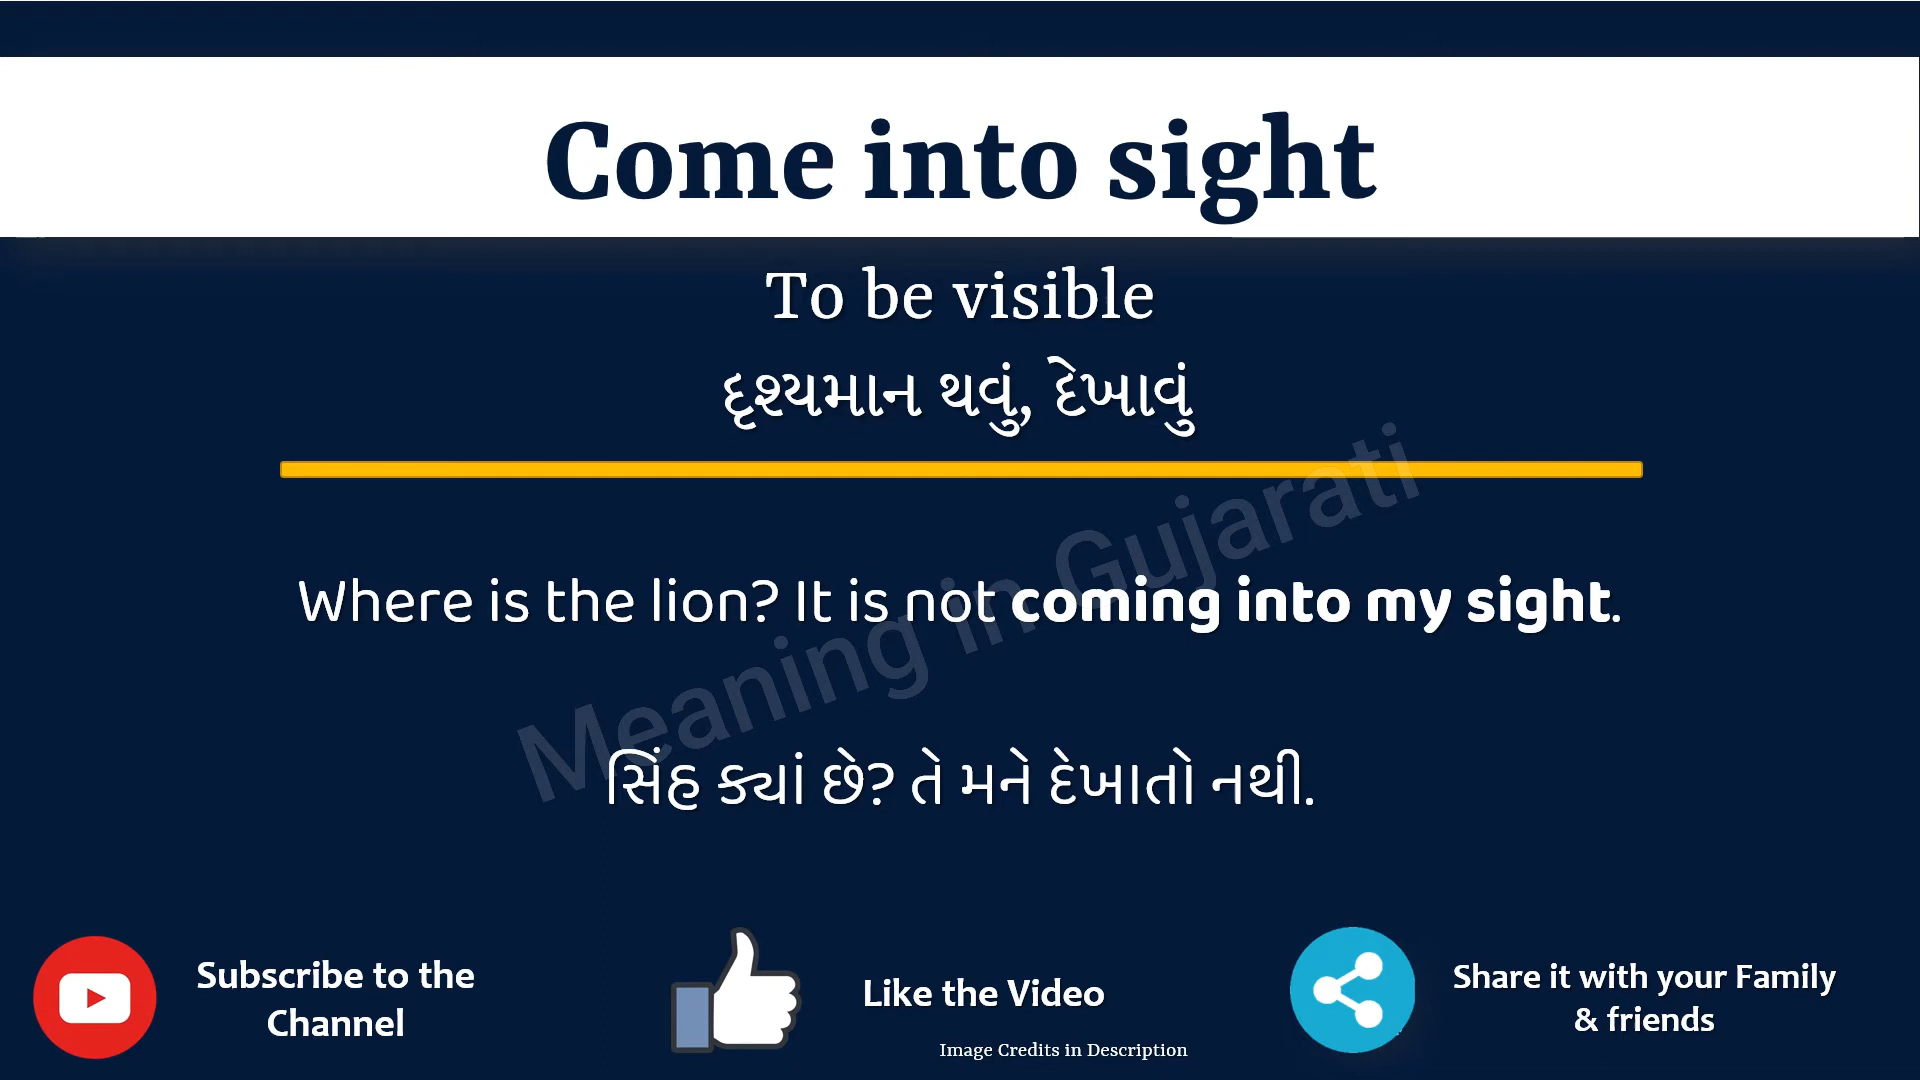 Come into sight
To be visible
દૃશ્યમાન થવું, દેખાવું
Where is the lion? It is not coming into my sight.
Meaning in Gujarati
સિંહ ક્યાં છે? તે મને દેખાતો નથી.
Subscribe to the
Channel
Like the Video
Share it with your Family
& friends
Image Credits in Description